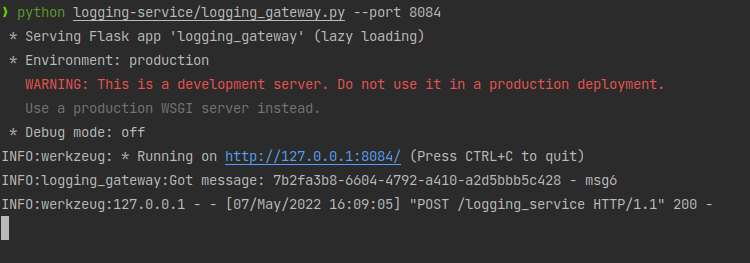 ❯ python logging-service/logging_gateway.py --port 8084
* Serving Flask app 'logging_gateway' (lazy loading)
* Environment: production
WARNING: This is a development server. Do not use it in a production deployment.
Use a production WSGI server instead.
* Debug mode: off
INFO:werkzeug: * Running on http://127.0.0.1:8084/ (Press CTRL+C to quit)
INFO:logging_gateway:Got message: 7b2fa3b8-6604-4792-a410-a2d5bbb5c428 - msg6
INFO:werkzeug:127.0.0.1 - - [07/May/2022 16:09:05] "POST /logging_service HTTP/1.1" 200 -